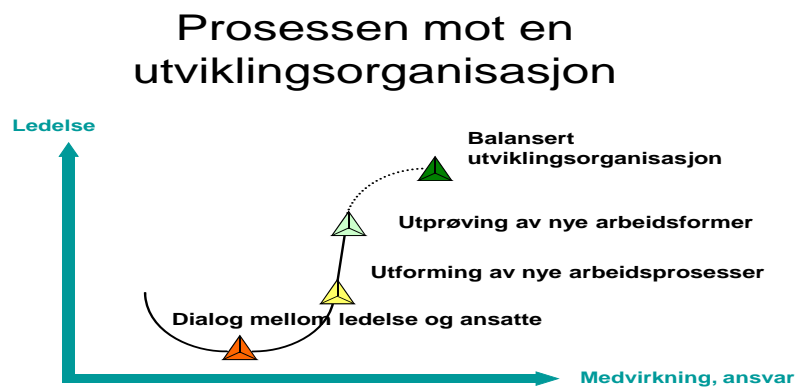 Prosessen mot en
utviklingsorganisasjon
Ledelse
Balansert
utviklingsorganisasjon
Utprøving av nye arbeidsformer
Utforming av nye arbeidsprosesser
Dialog mellom ledelse og ansatte
Medvirkning, ansvar